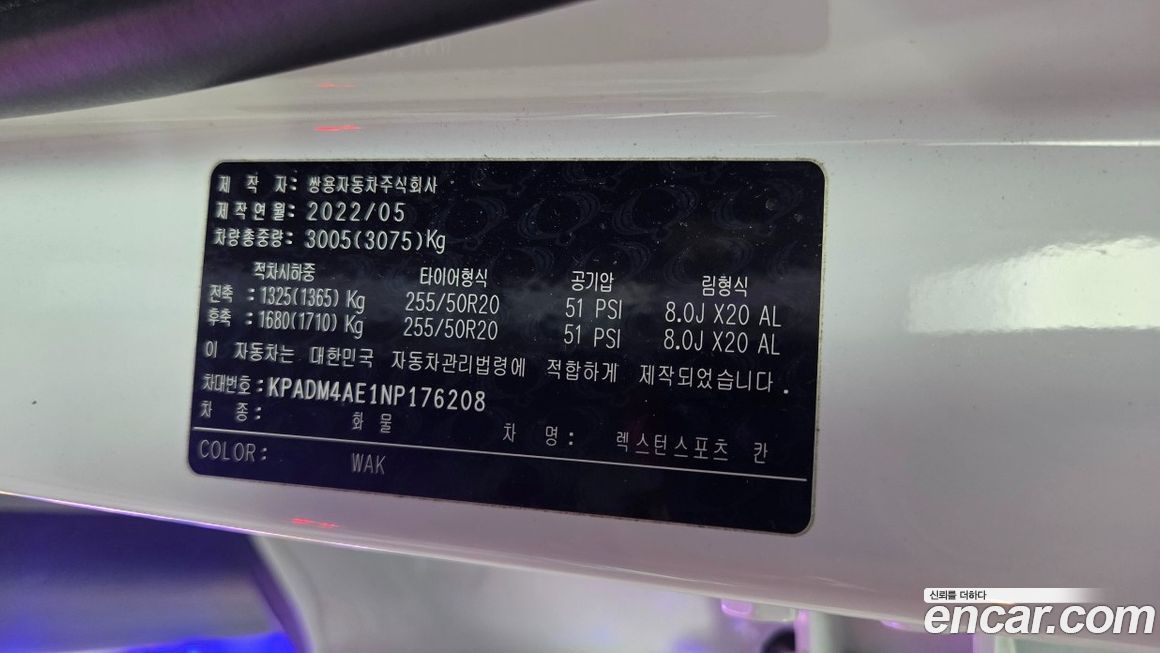 제 작 자: 쌍용자동차주식회사
제작연월: 2022/05
차량총중량: 3005(3075)Kg
적차시하중 타이어형식 공기압 림형식
전축 : 1325(1365) Kg 255/50R20 51 PSI 8.0J X20 AL
후축 : 1680(1710) Kg 255/50R20 51 PSI 8.0J X20 AL
이 자동차는 대한민국 자동차관리법령에 적합하게 제작되었습니다.
차대번호: KPADM4AE1NP176208
차 종: 화물 차 명: 렉스턴스포츠 칸
COLOR: WAK
신뢰를 더하다
encar.com